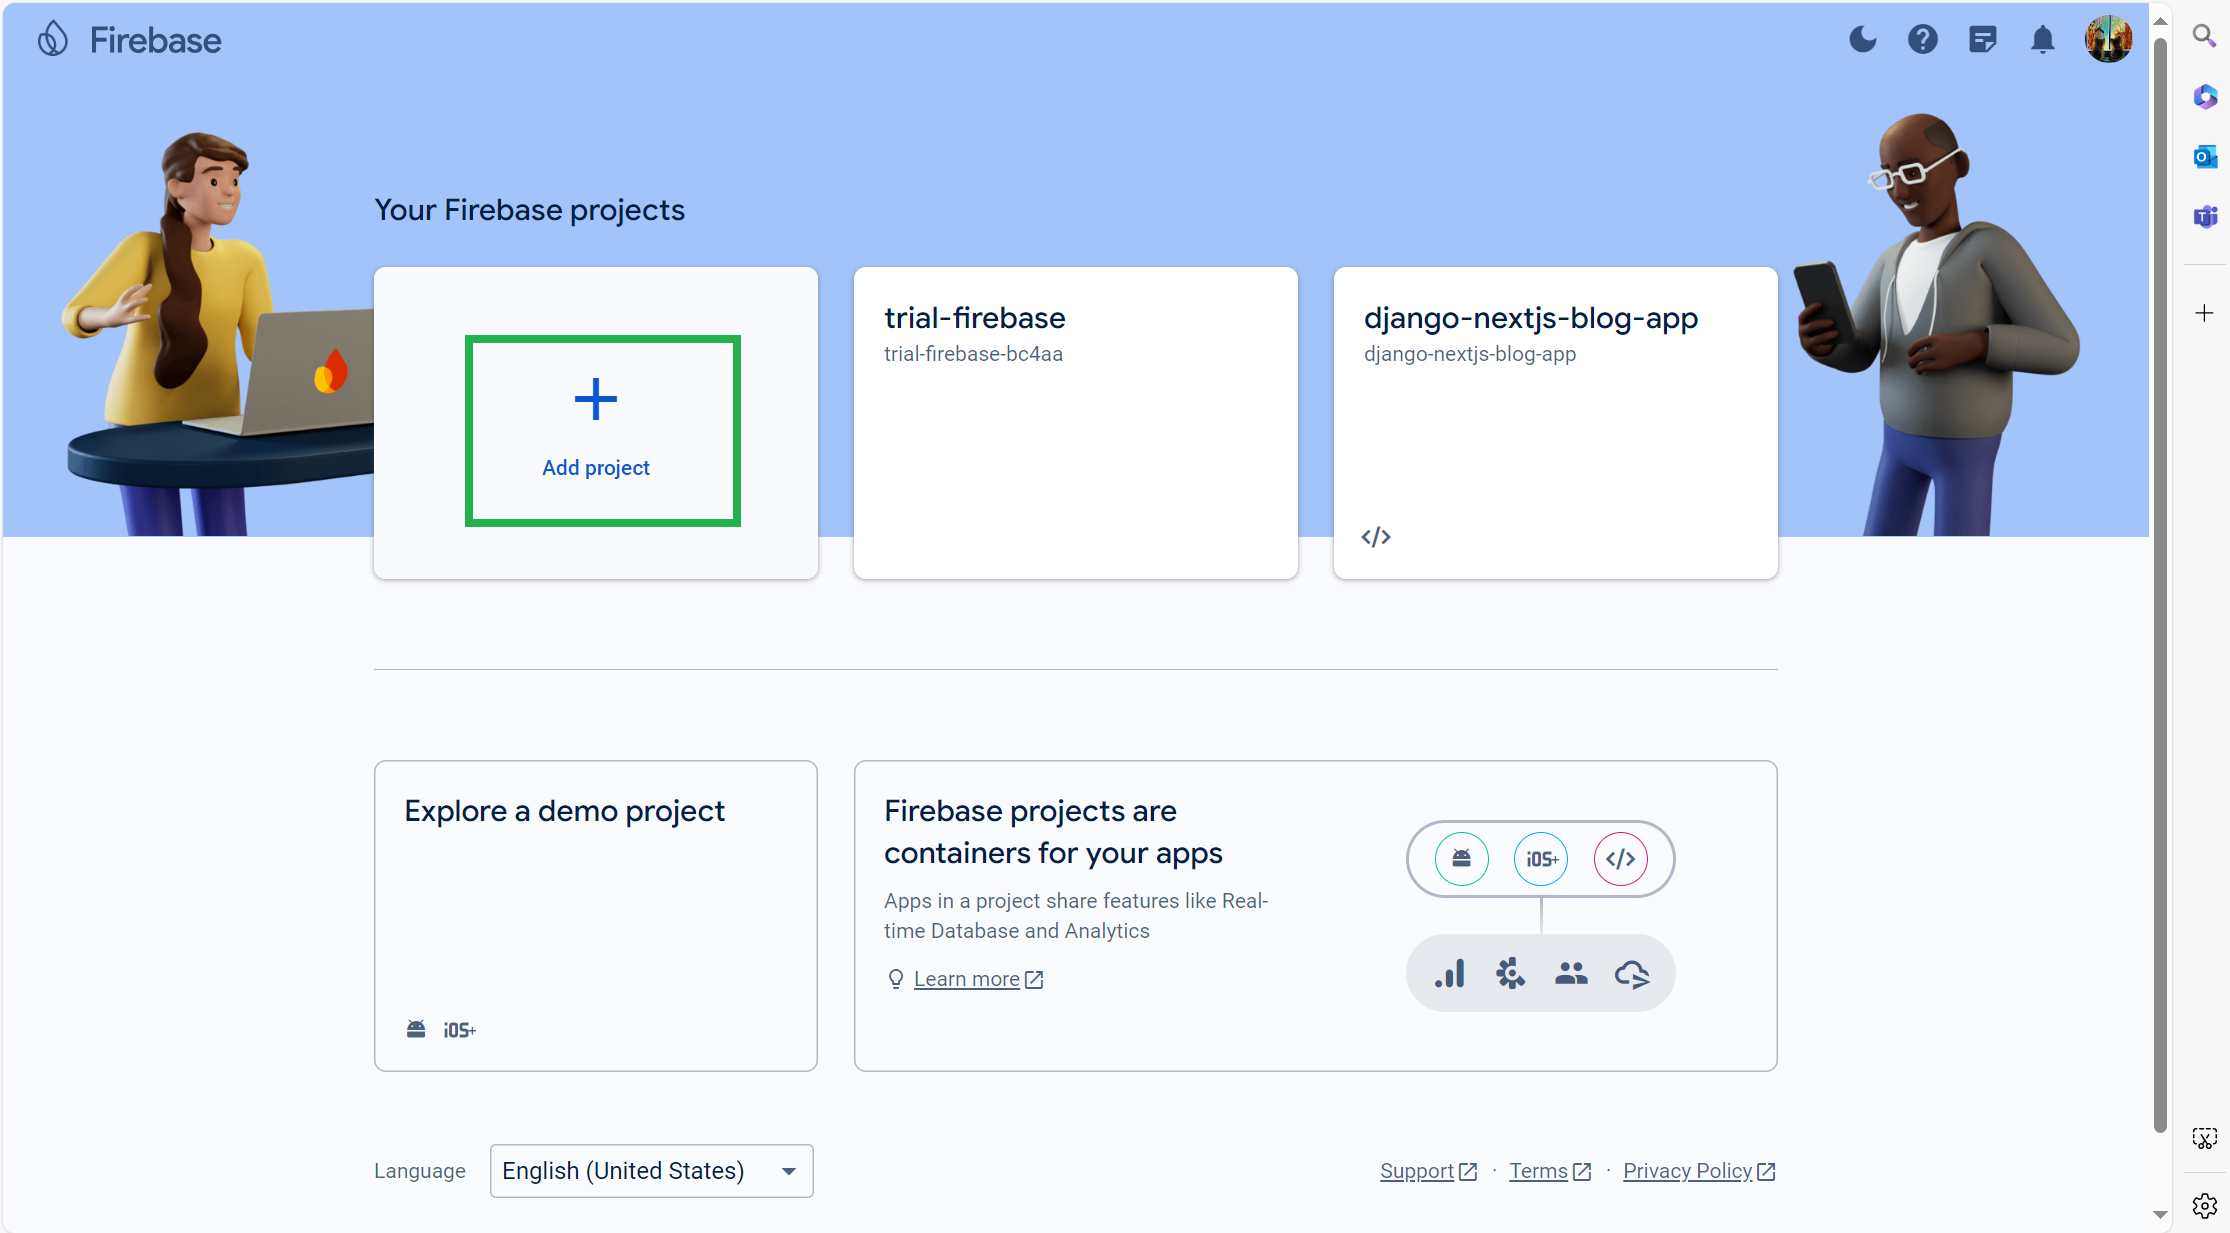 Firebase
Your Firebase projects
Add project
trial-firebase
trial-firebase-bc4aa
django-nextjs-blog-app
django-nextjs-blog-app
</>
Explore a demo project
iOS+
Firebase projects are
containers for your apps
Apps in a project share features like Real-
time Database and Analytics
Learn more
iOS+
</>
Language
English (United States)
Support · Terms · Privacy Policy